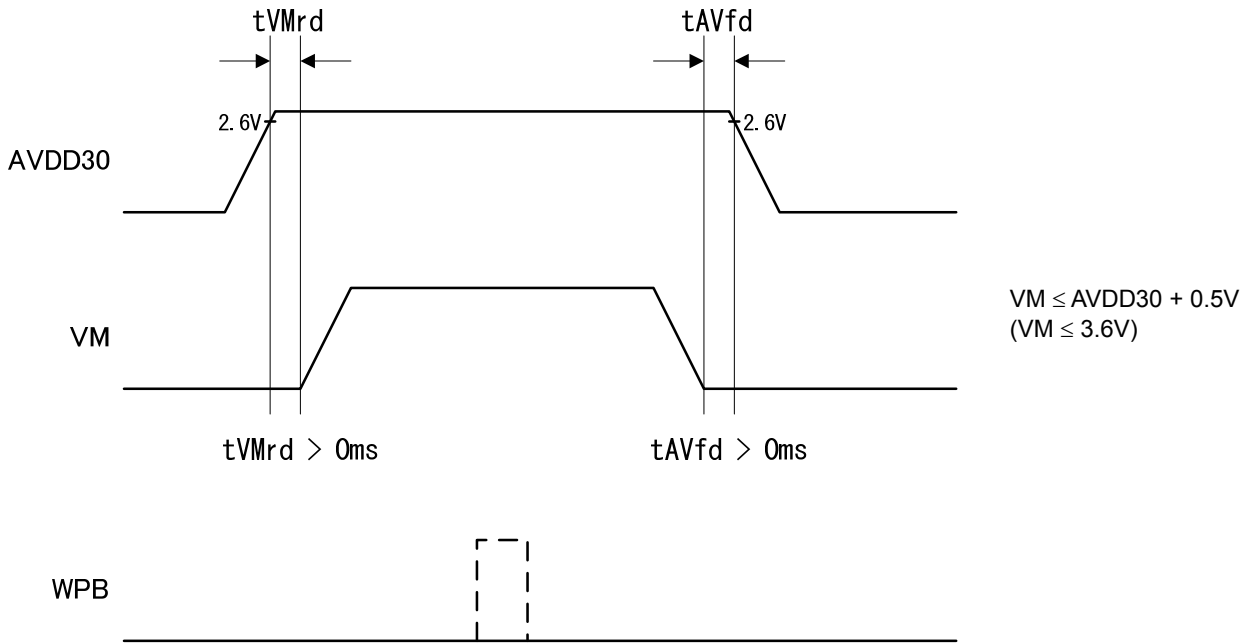 tVMrd
tAVfd
2.6V
2.6V
AVDD30
VM
VM ≤ AVDD30 + 0.5V
(VM ≤ 3.6V)
tVMrd > 0ms
tAVfd > 0ms
WPB